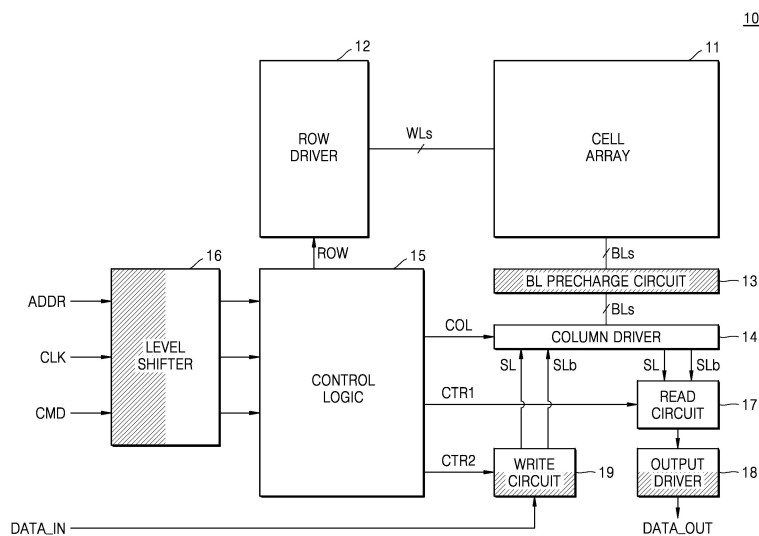 10
12
11
ROW
DRIVER
WLs
CELL
ARRAY
ROW
16
15
BLs
BL PRECHARGE CIRCUIT
13
ADDR
BLs
COL
COLUMN DRIVER
14
CLK
LEVEL
SHIFTER
SL
SLb
SL
SLb
CONTROL
LOGIC
CTR1
READ
CIRCUIT
17
CMD
CTR2
WRITE
CIRCUIT
19
OUTPUT
DRIVER
18
DATA_IN
DATA_OUT